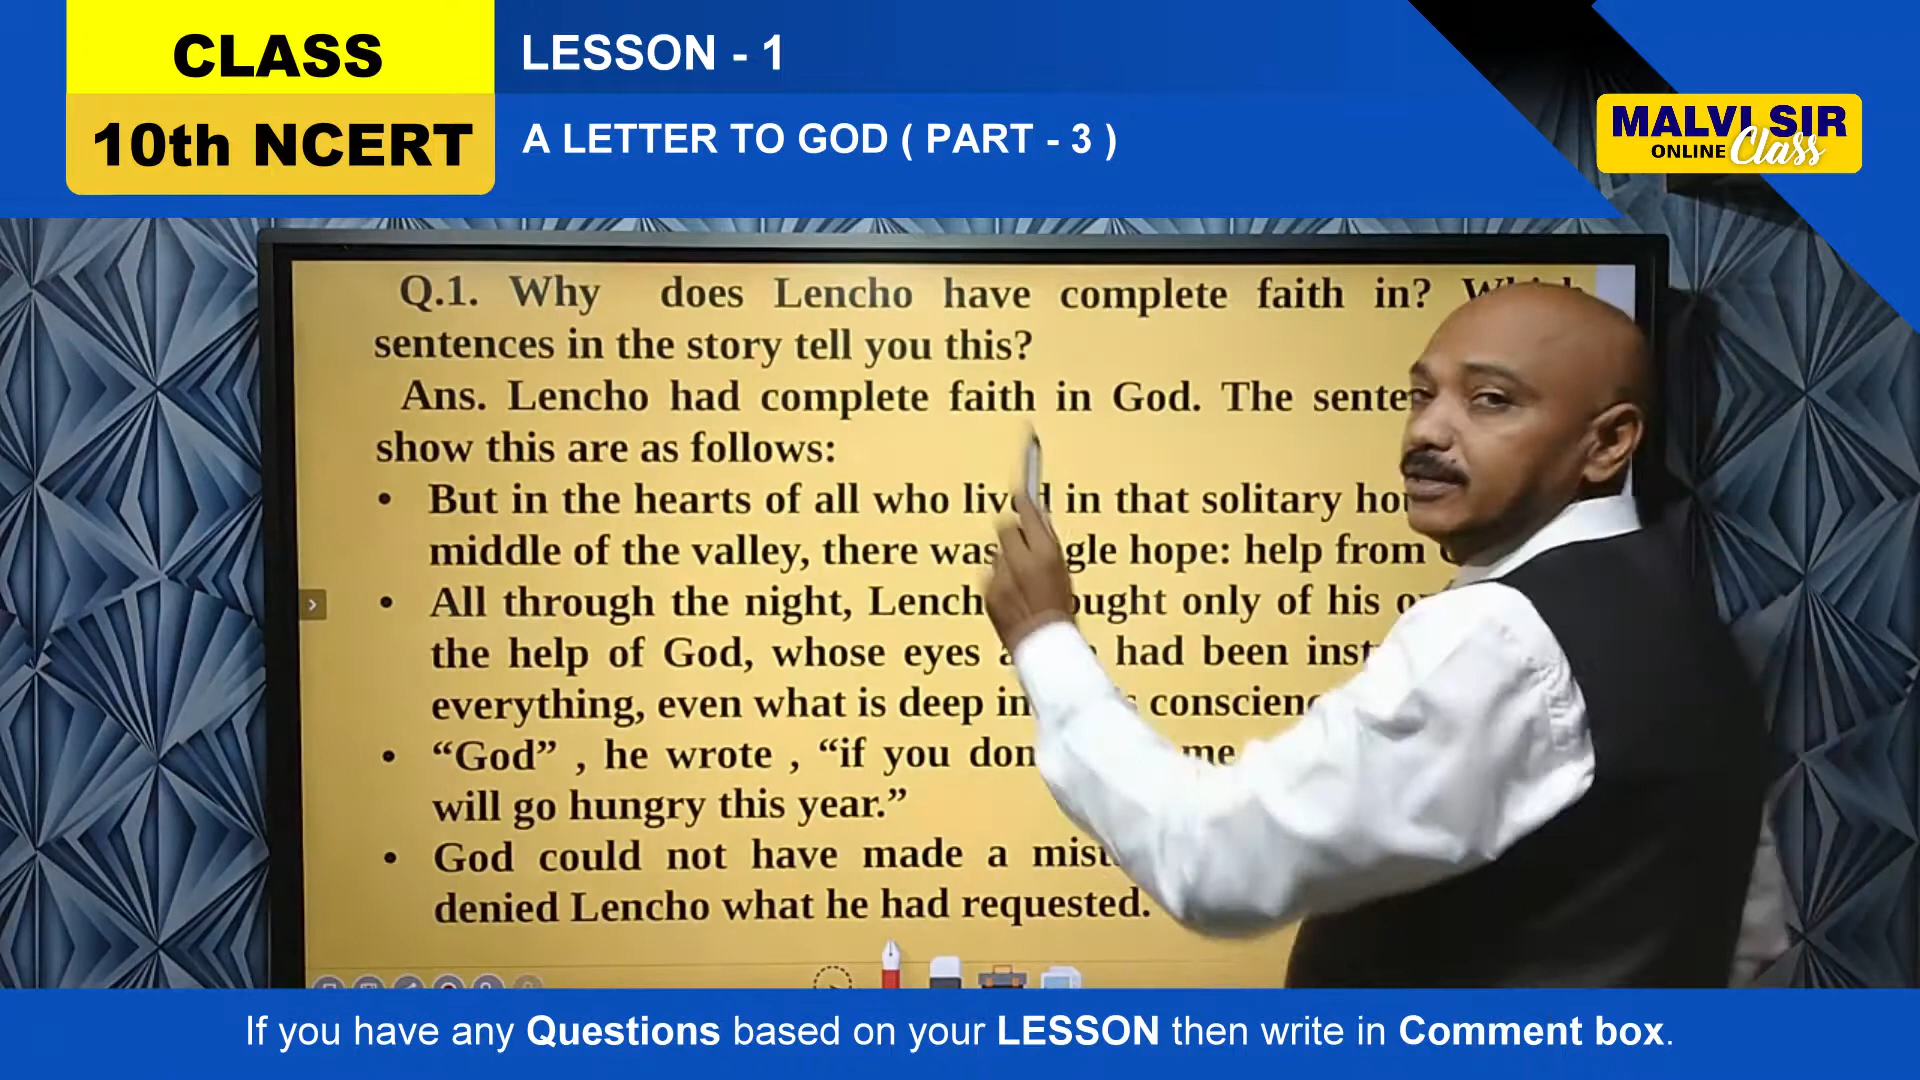 CLASS
10th NCERT
LESSON - 1
A LETTER TO GOD ( PART - 3 )
MALVI SIR
ONLINE Class
Q.1. Why does Lencho have complete faith in? Which
sentences in the story tell you this?
Ans. Lencho had complete faith in God. The
show this are as follows:
But in the hearts of all who lived in that solitary
middle of the valley, there was hope: help from
All through the night, only of his
the help of God, whose eyes had been
everything, even what is deep in
“God” , he wrote , “if you me
will go hungry this year.”
God could not have made a
denied Lencho what he had requested.
If you have any Questions based on your LESSON then write in Comment box.